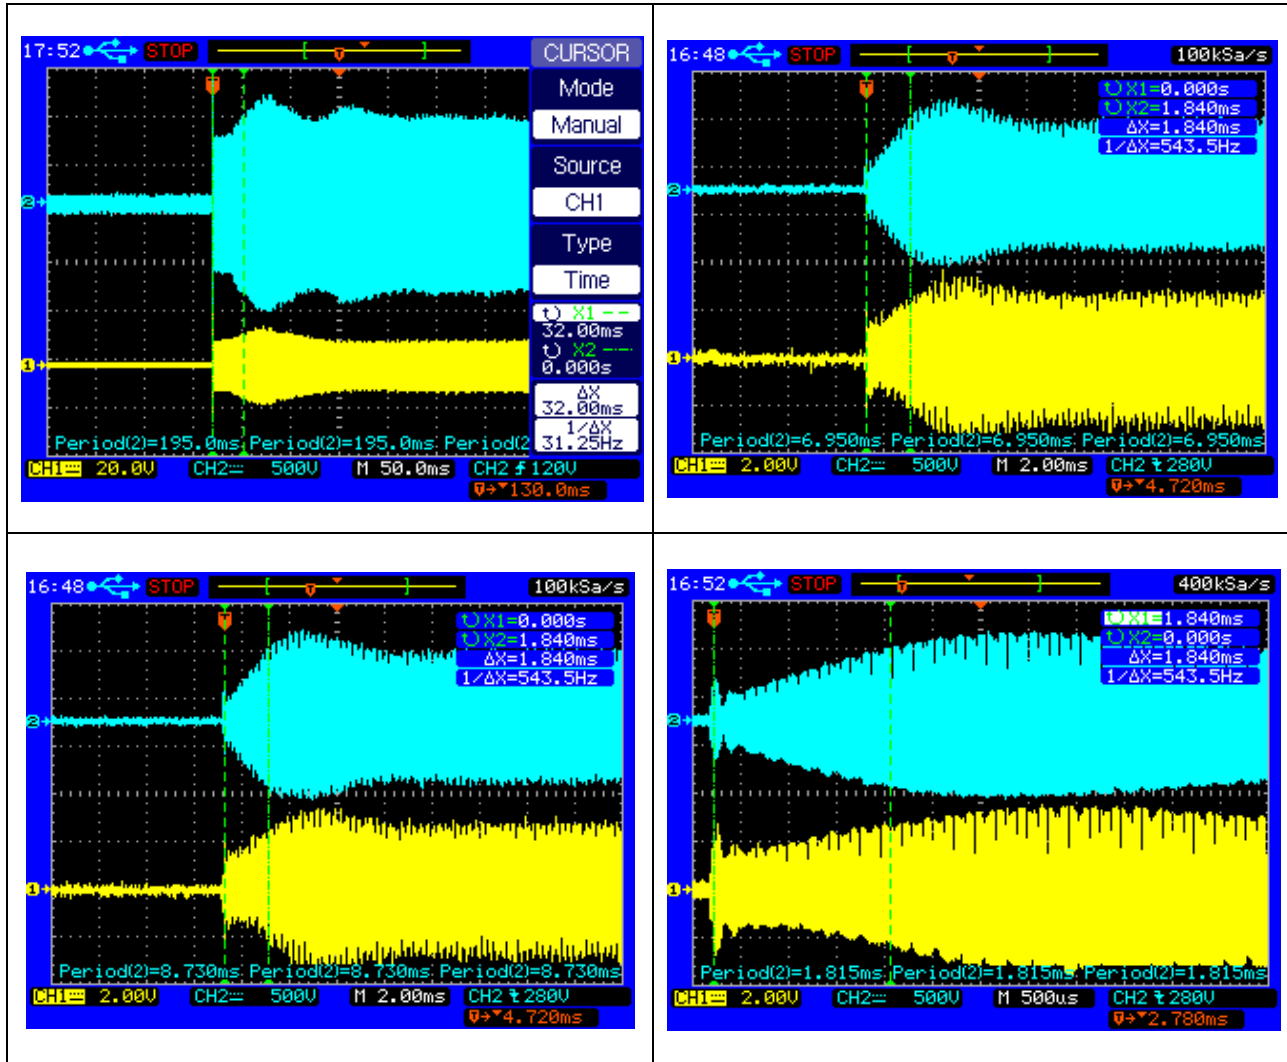 17:52 STOP CURSOR
Mode
Manual
Source
CH1
Type
Time
X1
32.00ms
X2
0.000s
ΔX
32.00ms
1/ΔX
31.25Hz
T
2
1
Period(2)=195.0ms Period(2)=195.0ms Period(2
CH1 20.0V CH2 500V M 50.0ms CH2 120V
130.0ms
16:48 STOP 100kSa/s
X1=0.000s
X2=1.840ms
ΔX=1.840ms
1/ΔX=543.5Hz
T
2
1
Period(2)=6.950ms Period(2)=6.950ms Period(2)=6.950ms
CH1 2.00V CH2 500V M 2.00ms CH2 280V
4.720ms
16:48 STOP 100kSa/s
X1=0.000s
X2=1.840ms
ΔX=1.840ms
1/ΔX=543.5Hz
T
2
1
Period(2)=8.730ms Period(2)=8.730ms Period(2)=8.730ms
CH1 2.00V CH2 500V M 2.00ms CH2 280V
4.720ms
16:52 STOP 400kSa/s
X1=1.840ms
X2=0.000s
ΔX=1.840ms
1/ΔX=543.5Hz
T
2
1
Period(2)=1.815ms Period(2)=1.815ms Period(2)=1.815ms
CH1 2.00V CH2 500V M 500us CH2 280V
2.780ms